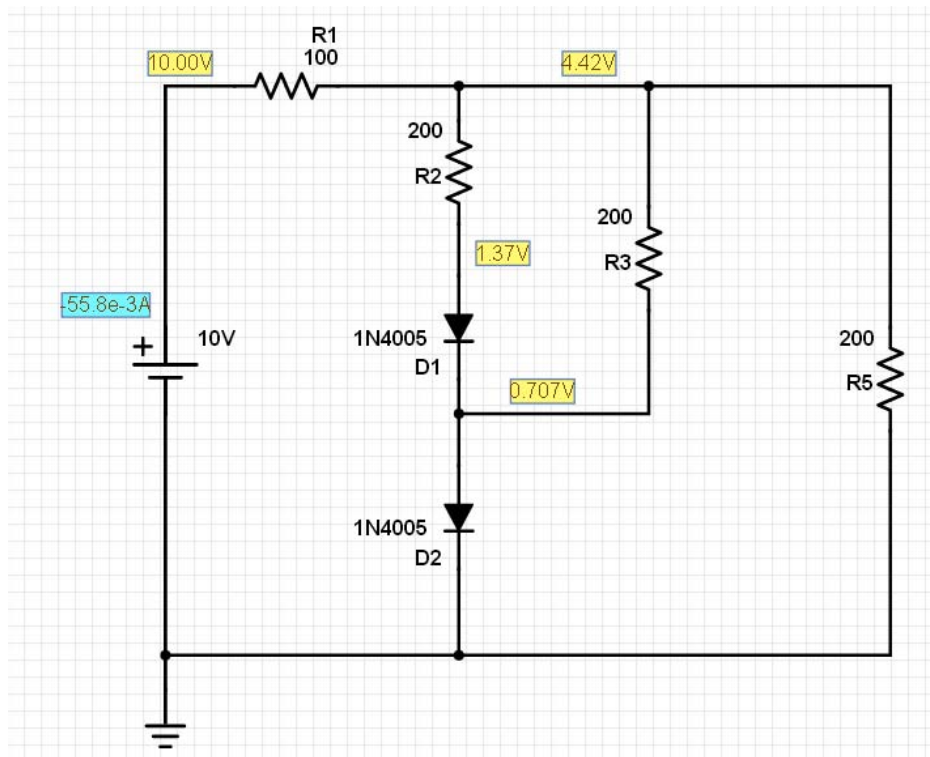 R1
100
10.00V
4.42V
200
R2
200
R3
1.37V
-55.8e-3A
+
10V
1N4005
D1
200
R5
0.707V
1N4005
D2